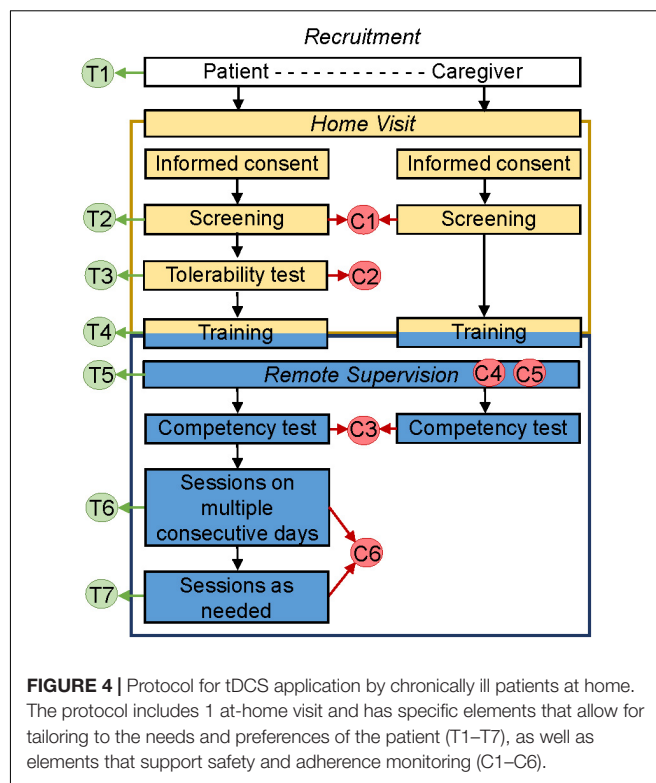 Recruitment
T1
Patient - - - - - - - - - - - - Caregiver
Home Visit
Informed consent
Informed consent
T2
Screening
C1
Screening
T3
Tolerability test
C2
T4
Training
Training
T5
Remote Supervision
C4
C5
Competency test
C3
Competency test
T6
Sessions on
multiple
consecutive days
C6
T7
Sessions as
needed
FIGURE 4 | Protocol for tDCS application by chronically ill patients at home.
The protocol includes 1 at-home visit and has specific elements that allow for
tailoring to the needs and preferences of the patient (T1–T7), as well as
elements that support safety and adherence monitoring (C1–C6).